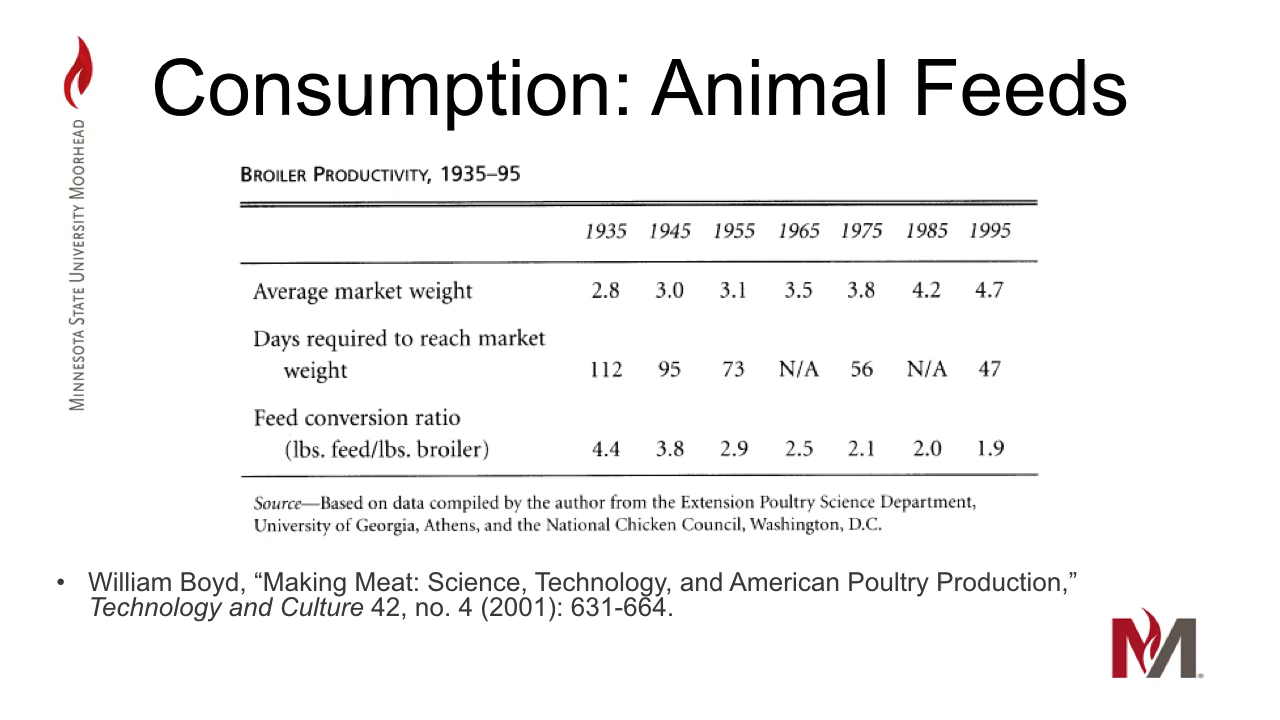 Consumption: Animal Feeds
MINNESOTA STATE UNIVERSITY MOORHEAD
BROILER PRODUCTIVITY, 1935–95
1935 1945 1955 1965 1975 1985 1995
Average market weight 2.8 3.0 3.1 3.5 3.8 4.2 4.7
Days required to reach market
weight 112 95 73 N/A 56 N/A 47
Feed conversion ratio
(lbs. feed/lbs. broiler) 4.4 3.8 2.9 2.5 2.1 2.0 1.9
Source—Based on data compiled by the author from the Extension Poultry Science Department,
University of Georgia, Athens, and the National Chicken Council, Washington, D.C.
• William Boyd, “Making Meat: Science, Technology, and American Poultry Production,”
Technology and Culture 42, no. 4 (2001): 631-664.
M®